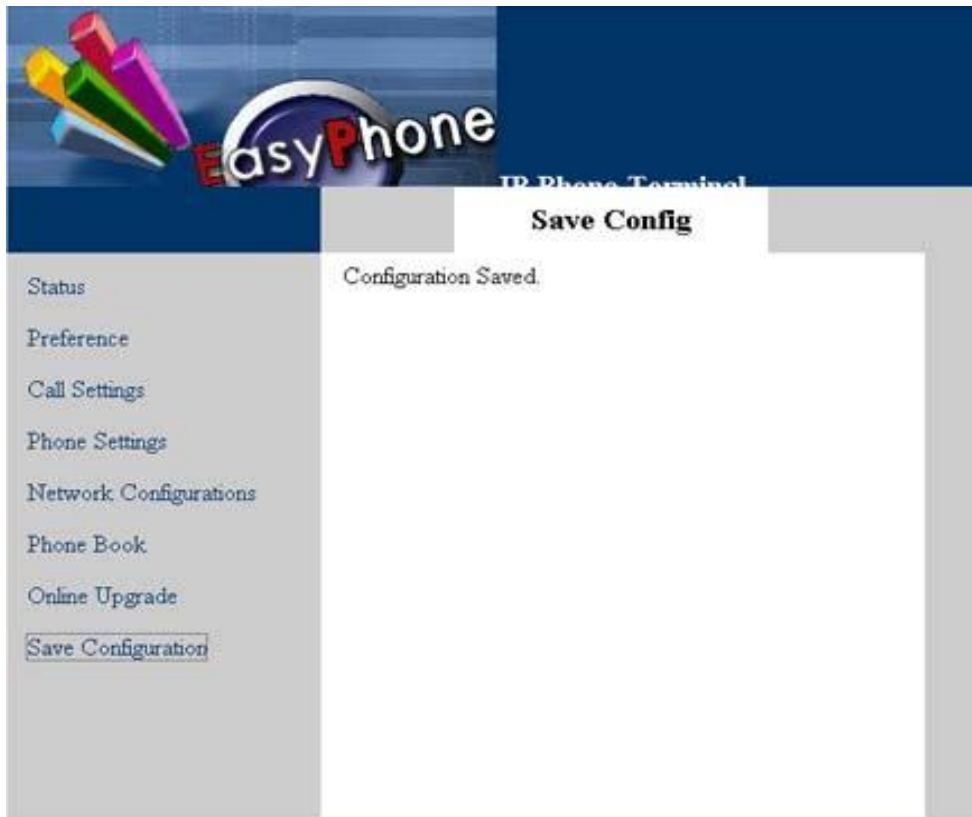 EasyPhone
IP Phone Terminal
Save Config
Status
Preference
Call Settings
Phone Settings
Network Configurations
Phone Book
Online Upgrade
Save Configuration
Configuration Saved.